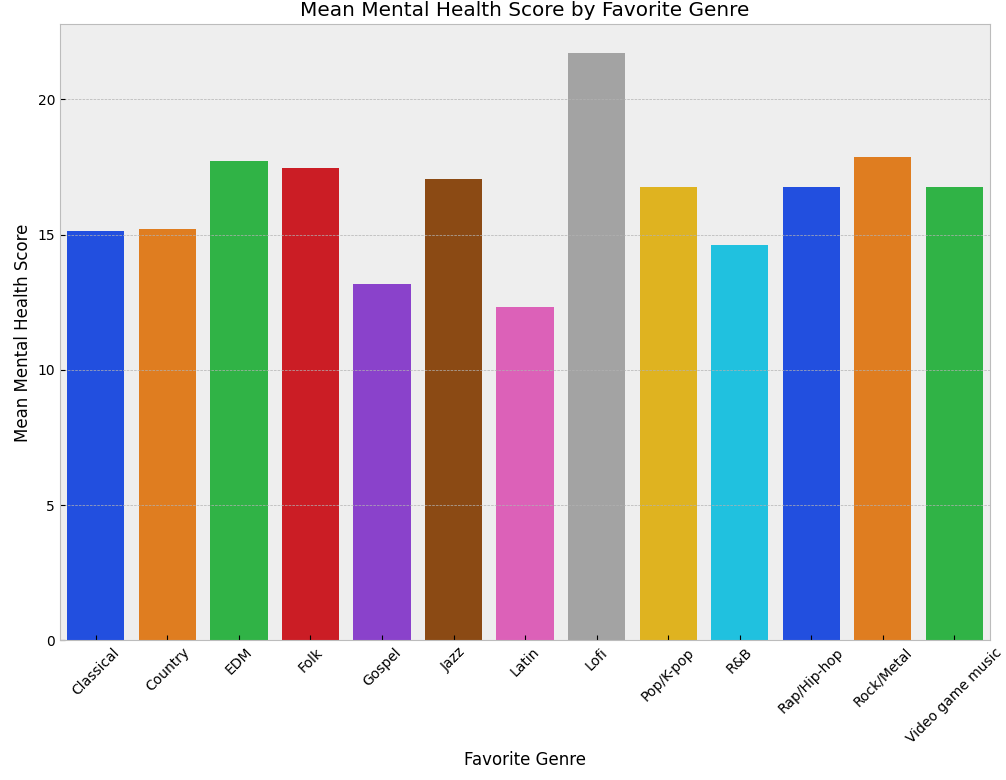 Mean Mental Health Score by Favorite Genre
Mean Mental Health Score
20
15
10
5
0
Classical
Country
EDM
Folk
Gospel
Jazz
Latin
Lofi
Pop/K-pop
R&B
Rap/Hip-hop
Rock/Metal
Video game music
Favorite Genre